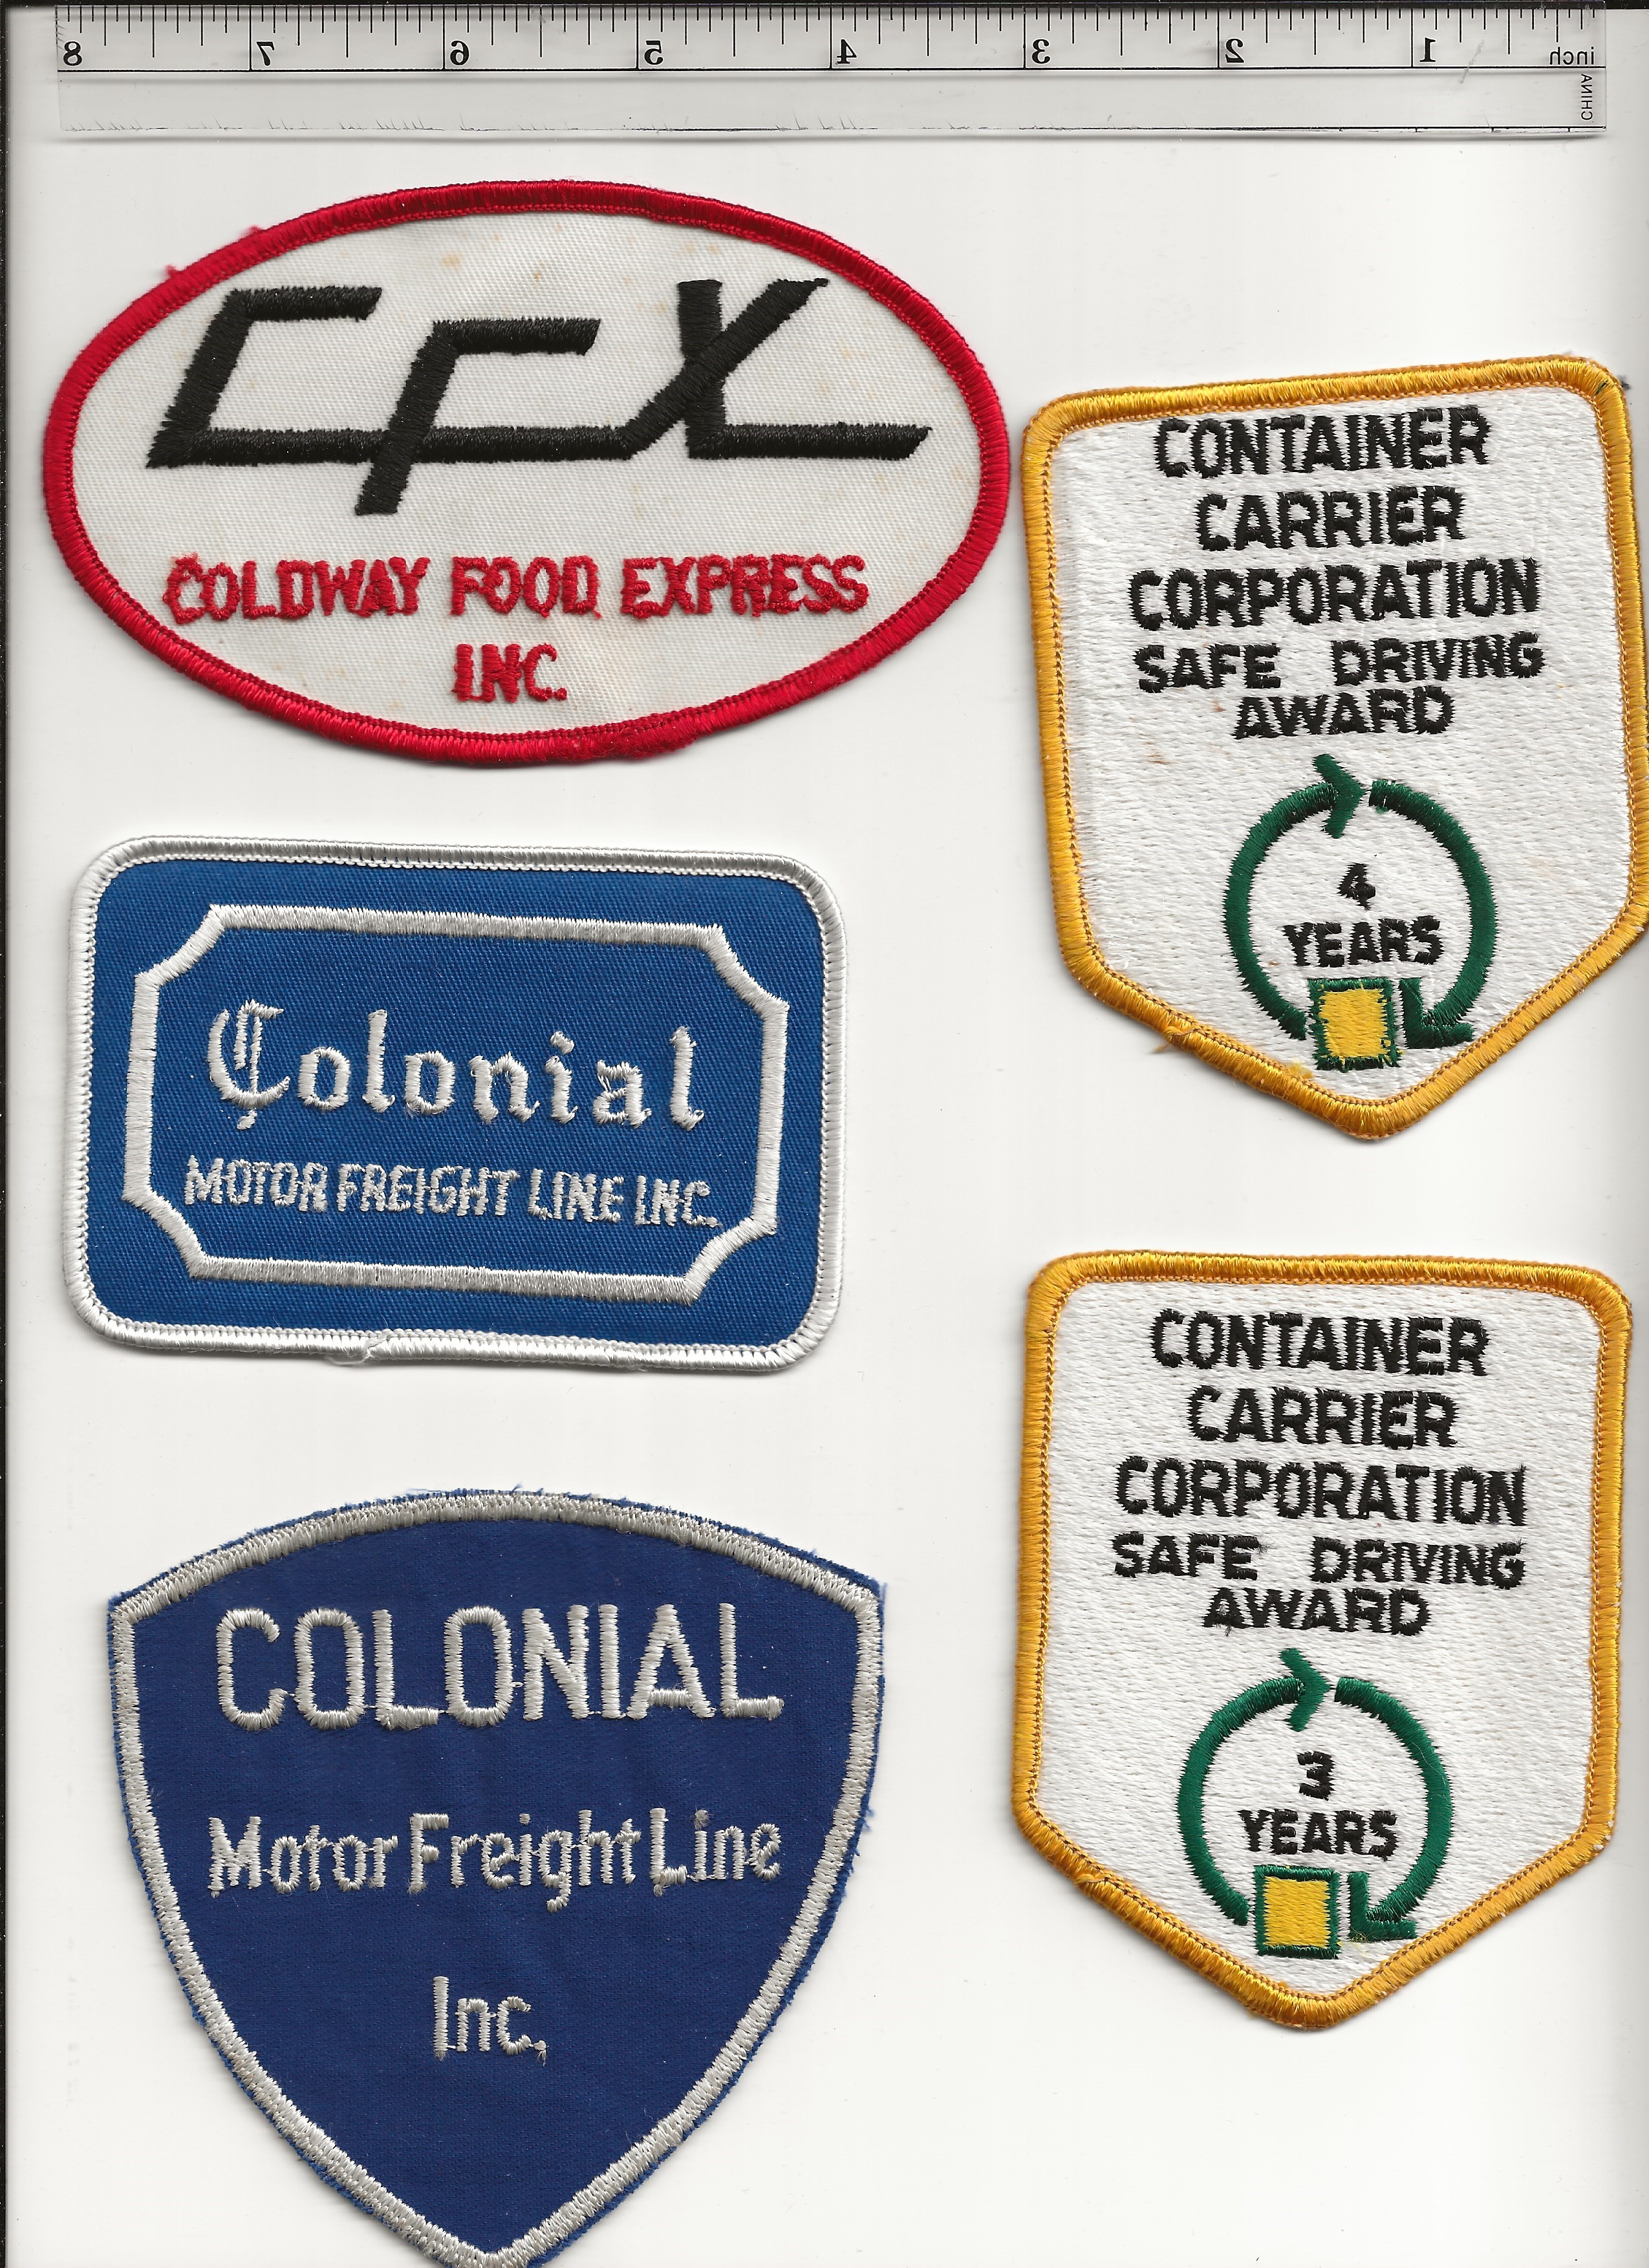 8 7 6 5 4 3 2 1 inch
CHINA
CFX
COLDWAY FOOD EXPRESS
INC.
CONTAINER
CARRIER
CORPORATION
SAFE DRIVING
AWARD
4
YEARS
Colonial
MOTOR FREIGHT LINE INC.
CONTAINER
CARRIER
CORPORATION
SAFE DRIVING
AWARD
3
YEARS
COLONIAL
Motor Freight Line
Inc.